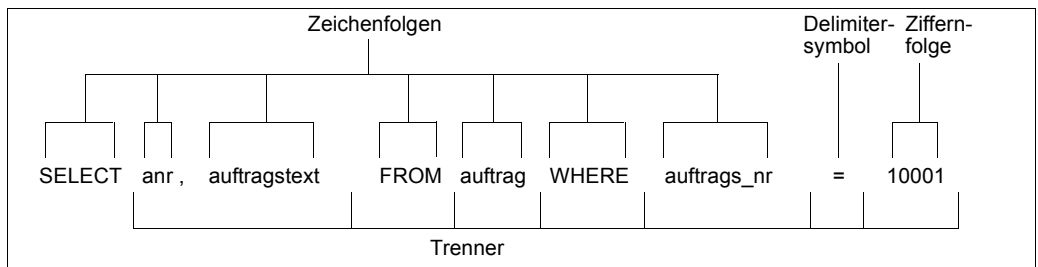 Zeichenfolgen
Delimiter-
symbol
Ziffern-
folge
SELECT anr , auftragstext FROM auftrag WHERE auftrags_nr = 10001
Trenner